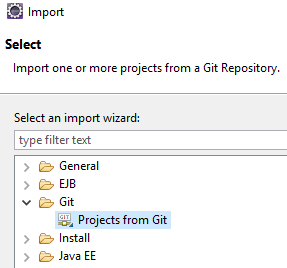 Import
Select
Import one or more projects from a Git Repository.
Select an import wizard:
type filter text
General
EJB
Git
GIT Projects from Git
Install
Java EE